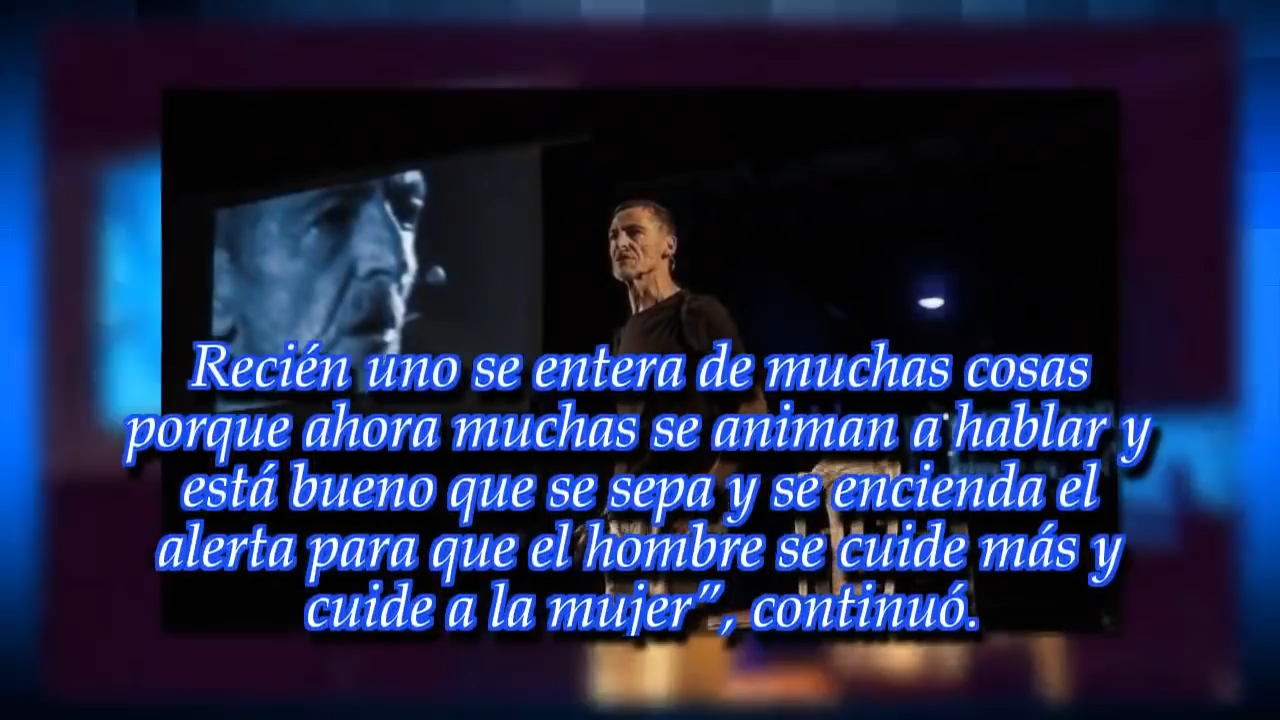 Recién uno se entera de muchas cosas
porque ahora muchas se animan a hablar y
está bueno que se sepa y se encienda el
alerta para que el hombre se cuide más y
cuide a la mujer”, continuó.